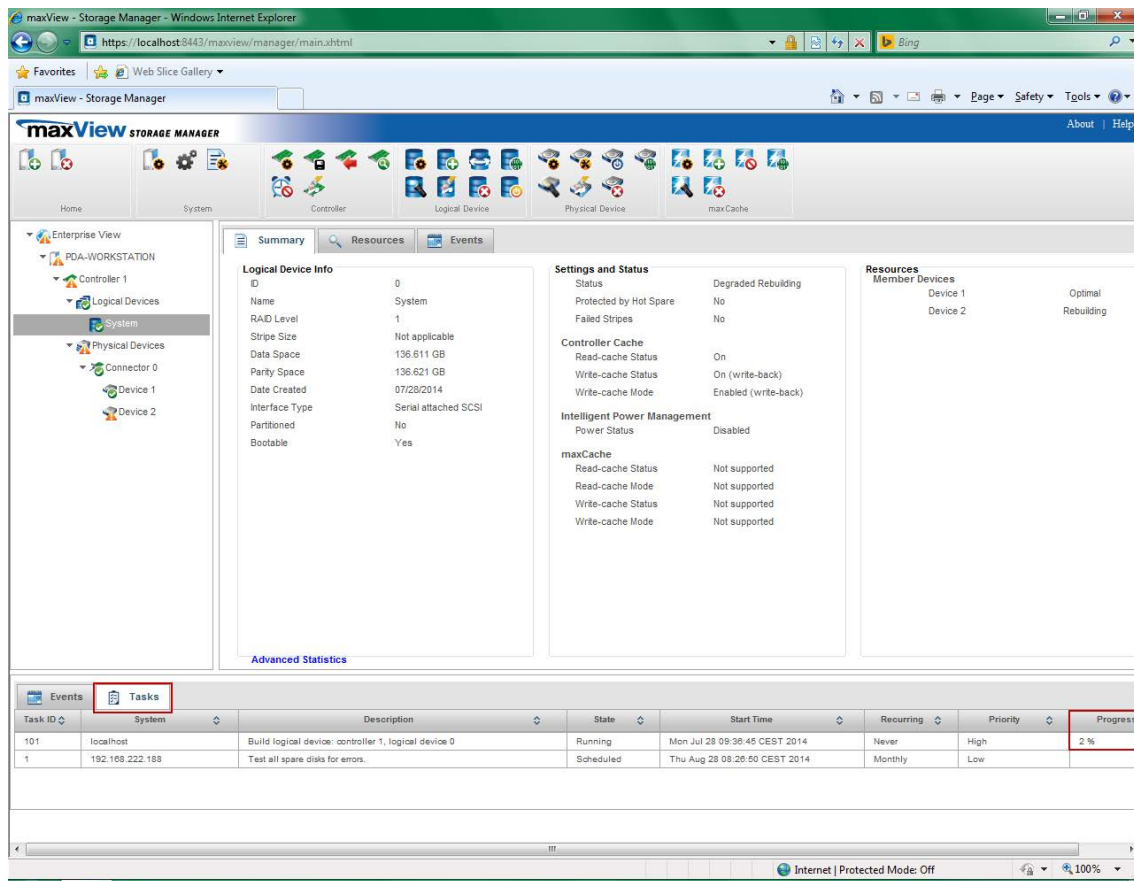 maxView - Storage Manager - Windows Internet Explorer
https://localhost:8443/maxview/manager/main.xhtml
Bing
Favorites
Web Slice Gallery
maxView - Storage Manager
Page Safety Tools
maxView STORAGE MANAGER
About | Help
Home System Controller Logical Device Physical Device maxCache
Enterprise View
PDA-WORKSTATION
Controller 1
Logical Devices
System
Physical Devices
Connector 0
Device 1
Device 2
Summary Resources Events
Logical Device Info
ID 0
Name System
RAID Level 1
Stripe Size Not applicable
Data Space 136.611 GB
Parity Space 136.621 GB
Date Created 07/28/2014
Interface Type Serial attached SCSI
Partitioned No
Bootable Yes
Advanced Statistics
Settings and Status
Status Degraded Rebuilding
Protected by Hot Spare No
Failed Stripes No
Controller Cache
Read-cache Status On
Write-cache Status On (write-back)
Write-cache Mode Enabled (write-back)
Intelligent Power Management
Power Status Disabled
maxCache
Read-cache Status Not supported
Read-cache Mode Not supported
Write-cache Status Not supported
Write-cache Mode Not supported
Resources
Member Devices
Device 1 Optimal
Device 2 Rebuilding
Events Tasks
Task ID System Description State Start Time Recurring Priority Progress
101 localhost Build logical device: controller 1, logical device 0 Running Mon Jul 28 09:36:45 CEST 2014 Never High 2 %
1 192.168.222.188 Test all spare disks for errors. Scheduled Thu Aug 28 08:26:50 CEST 2014 Monthly Low
Internet | Protected Mode: Off
100%